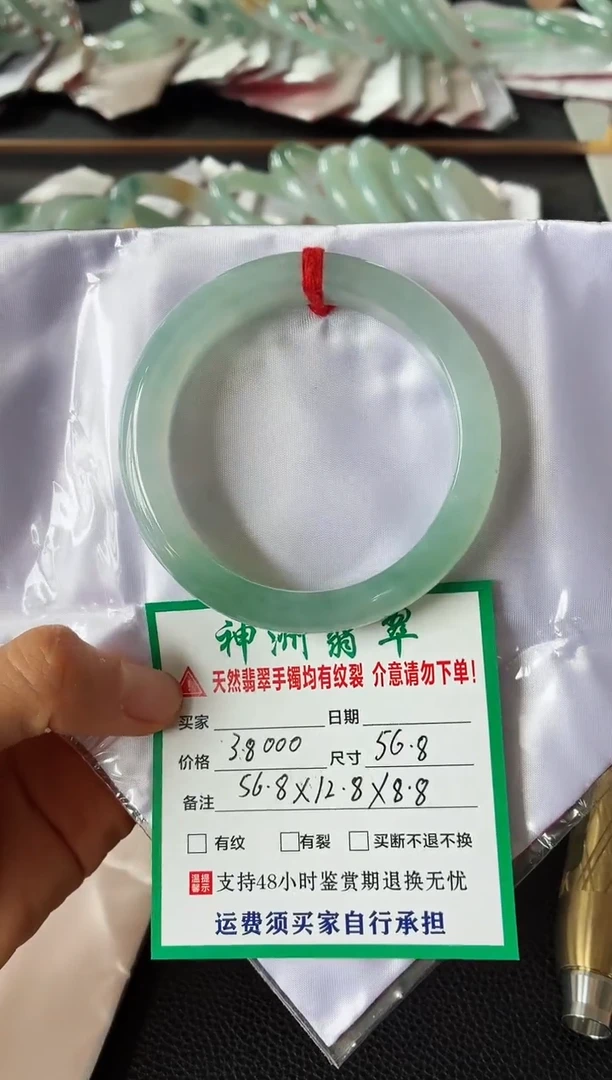 神洲翡翠
天然翡翠手镯均有纹裂 介意请勿下单!
买家 日期
价格 3.8000 尺寸 56.8
备注 56.8X12.8X8.8
有纹 有裂 买断不退不换
温馨提示 支持48小时鉴赏期退换无忧
运费须买家自行承担